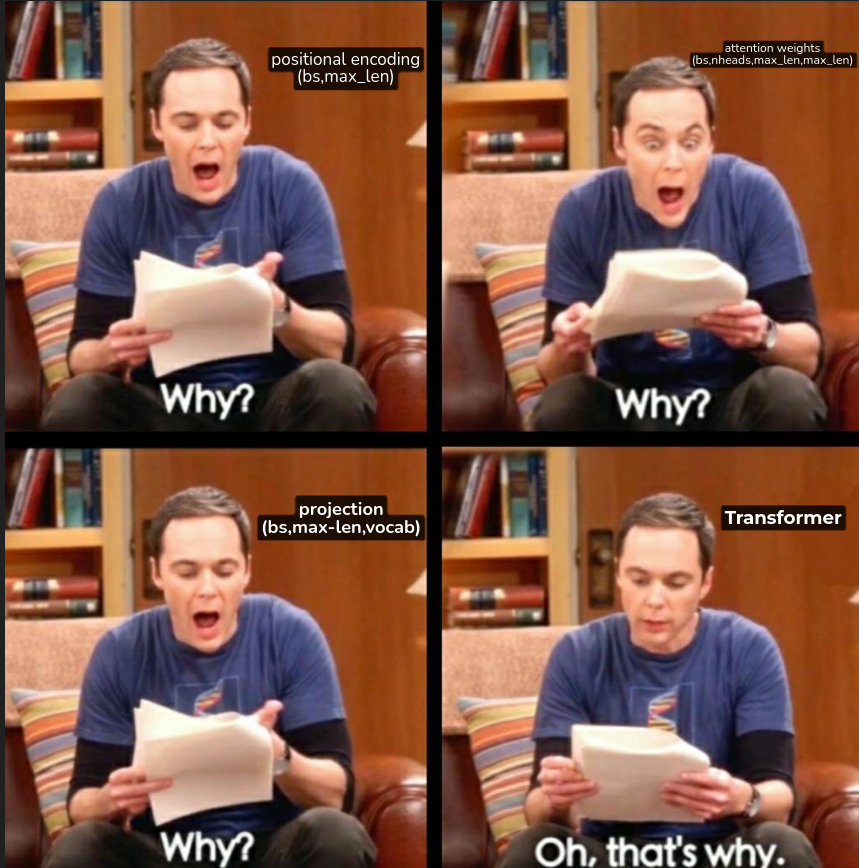 positional encoding
(bs,max_len)
Why?
attention weights
(bs,nheads,max_len,max_len)
Why?
projection
(bs,max-len,vocab)
Why?
Transformer
Oh, that's why.